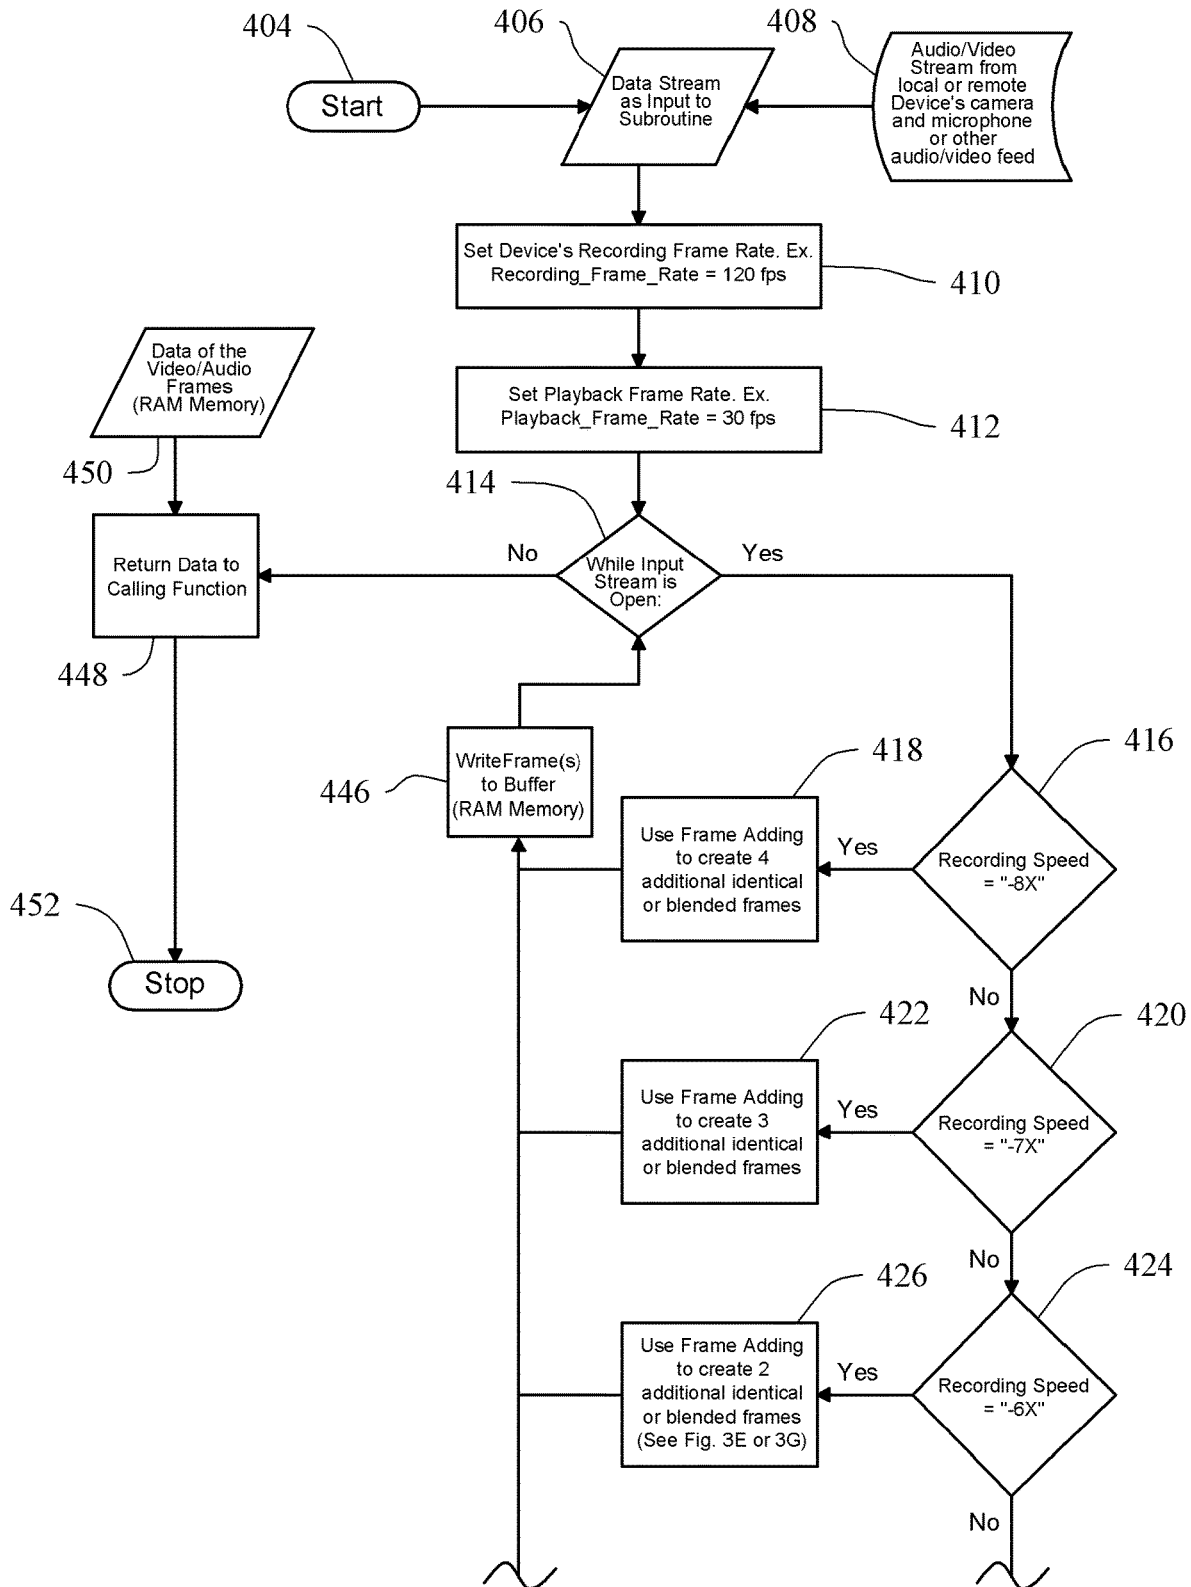 404
406
408
Start
Data Stream
as Input to
Subroutine
Audio/Video
Stream from
local or remote
Device's camera
and microphone
or other
audio/video feed
Set Device's Recording Frame Rate. Ex.
Recording_Frame_Rate = 120 fps
410
Data of the
Video/Audio
Frames
(RAM Memory)
Set Playback Frame Rate. Ex.
Playback_Frame_Rate = 30 fps
412
450
414
No
Yes
While Input
Stream is
Open:
Return Data to
Calling Function
448
446
WriteFrame(s)
to Buffer
(RAM Memory)
418
416
Use Frame Adding
to create 4
additional identical
or blended frames
Yes
Recording Speed
= "-8X"
452
Stop
No
422
420
Use Frame Adding
to create 3
additional identical
or blended frames
Yes
Recording Speed
= "-7X"
No
426
424
Use Frame Adding
to create 2
additional identical
or blended frames
(See Fig. 3E or 3G)
Yes
Recording Speed
= "-6X"
No